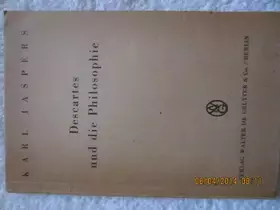 KARL JASPERS
Descartes
und die Philosophie
VERLAG WALTER DE GRUYTER & Co / BERLIN